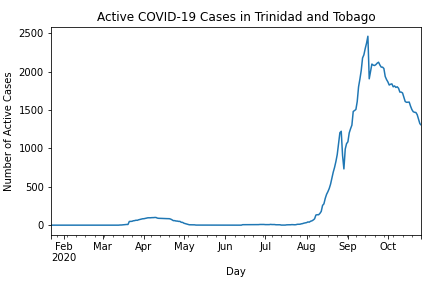 Active COVID-19 Cases in Trinidad and Tobago
Number of Active Cases
2500
2000
1500
1000
500
0
Feb Mar Apr May Jun Jul Aug Sep Oct
2020
Day